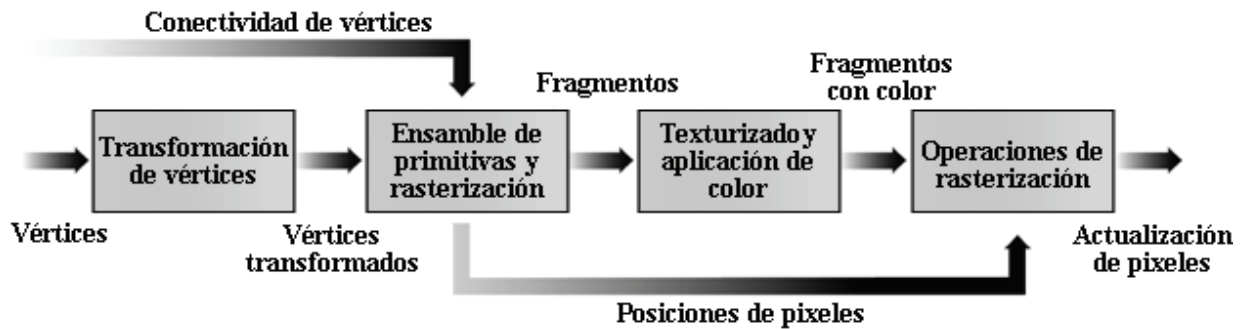 Conectividad de vértices
Fragmentos
Fragmentos
con color
Transformación
de vértices
Ensamble de
primitivas y
rasterización
Texturizado y
aplicación de
color
Operaciones de
rasterización
Vértices
Vértices
transformados
Actualización
de pixeles
Posiciones de pixeles